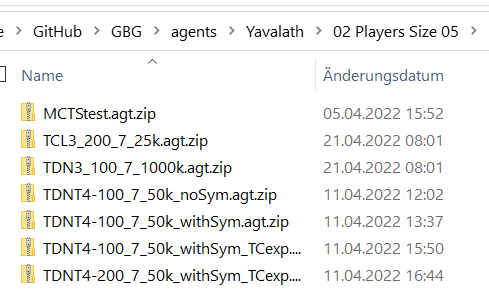 GitHub > GBG > agents > Yavalath > 02 Players Size 05 >
Name Änderungsdatum
MCTStest.agt.zip 05.04.2022 15:52
TCL3_200_7_25k.agt.zip 21.04.2022 08:01
TDN3_100_7_1000k.agt.zip 21.04.2022 08:01
TDNT4-100_7_50k_noSym.agt.zip 11.04.2022 12:02
TDNT4-100_7_50k_withSym.agt.zip 11.04.2022 13:37
TDNT4-100_7_50k_withSym_TCexp.... 11.04.2022 15:50
TDNT4-200_7_50k_withSym_TCexp.... 11.04.2022 16:44